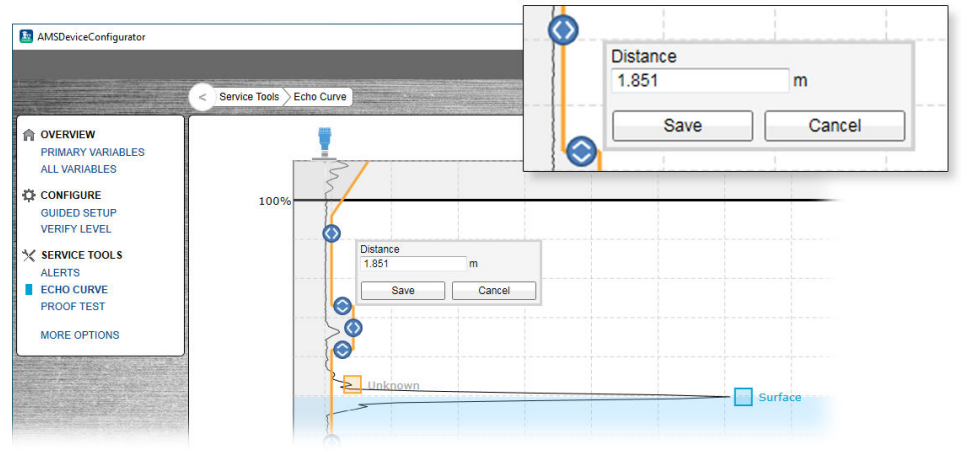 AMSDeviceConfigurator
< Service Tools Echo Curve
OVERVIEW
PRIMARY VARIABLES
ALL VARIABLES
CONFIGURE
GUIDED SETUP
VERIFY LEVEL
SERVICE TOOLS
ALERTS
ECHO CURVE
PROOF TEST
MORE OPTIONS
100%
Distance
1.851 m
Save Cancel
Unknown
Surface
Distance
1.851 m
Save Cancel